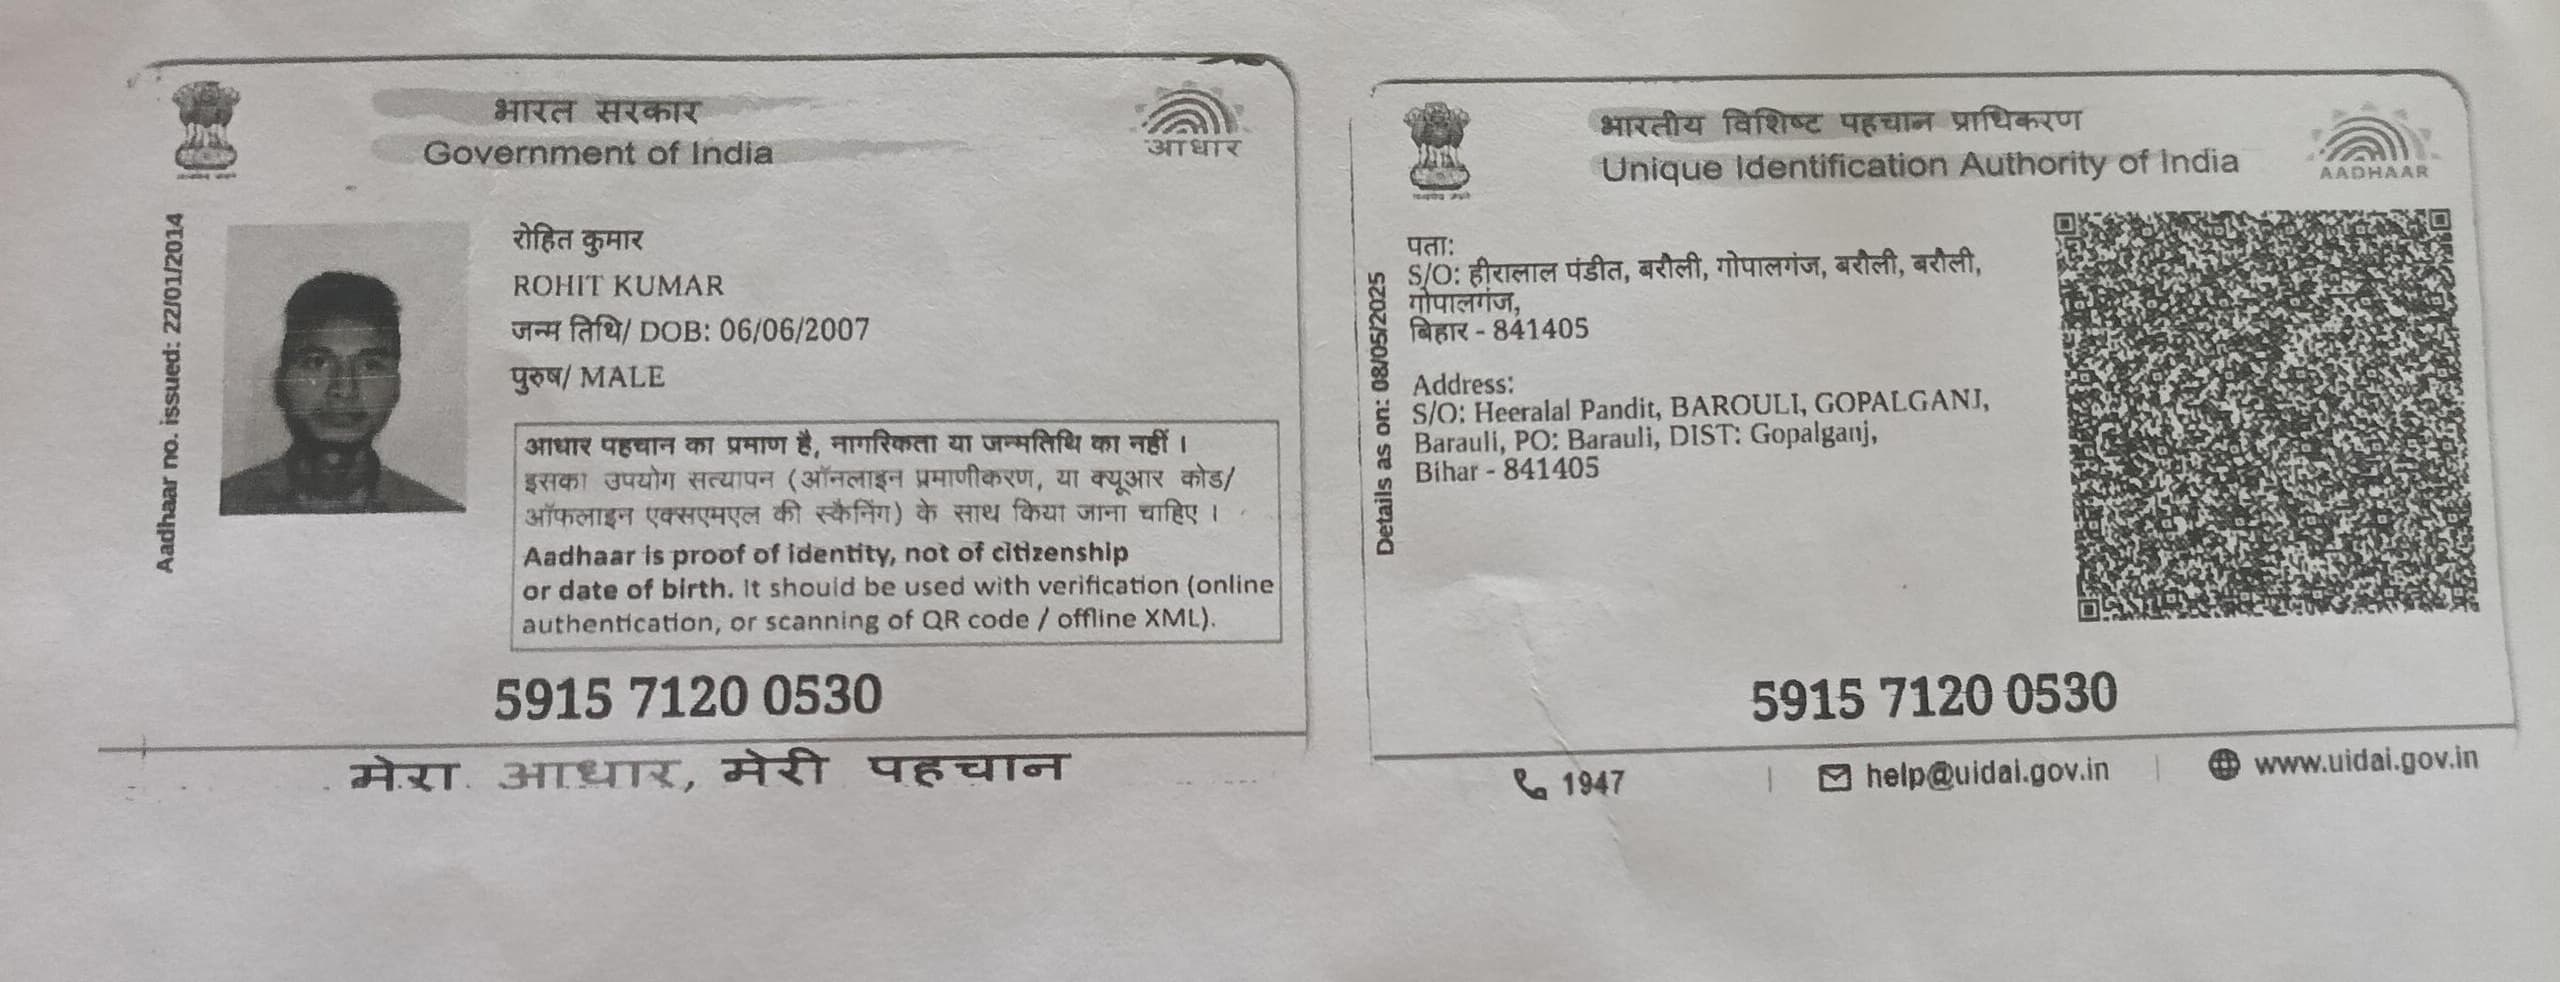 भारत सरकार
Government of India
आधार
Aadhaar no. issued: 22/01/2014
रोहित कुमार
ROHIT KUMAR
जन्म तिथि/ DOB: 06/06/2007
पुरुष/ MALE
आधार पहचान का प्रमाण है, नागरिकता या जन्मतिथि का नहीं ।
इसका उपयोग सत्यापन (ऑनलाइन प्रमाणीकरण, या क्यूआर कोड/
ऑफलाइन एक्सएमएल की स्कैनिंग) के साथ किया जाना चाहिए ।
Aadhaar is proof of identity, not of citizenship
or date of birth. It should be used with verification (online
authentication, or scanning of QR code / offline XML).
5915 7120 0530
मेरा आधार, मेरी पहचान
भारतीय विशिष्ट पहचान प्राधिकरण
Unique Identification Authority of India
AADHAAR
Details as on: 08/05/2025
पता:
S/O: हीरालाल पंडीत, बरौली, गोपालगंज, बरौली, बरौली,
गोपालगंज,
बिहार - 841405
Address:
S/O: Heeralal Pandit, BAROULI, GOPALGANJ,
Barauli, PO: Barauli, DIST: Gopalganj,
Bihar - 841405
5915 7120 0530
1947 | help@uidai.gov.in | www.uidai.gov.in